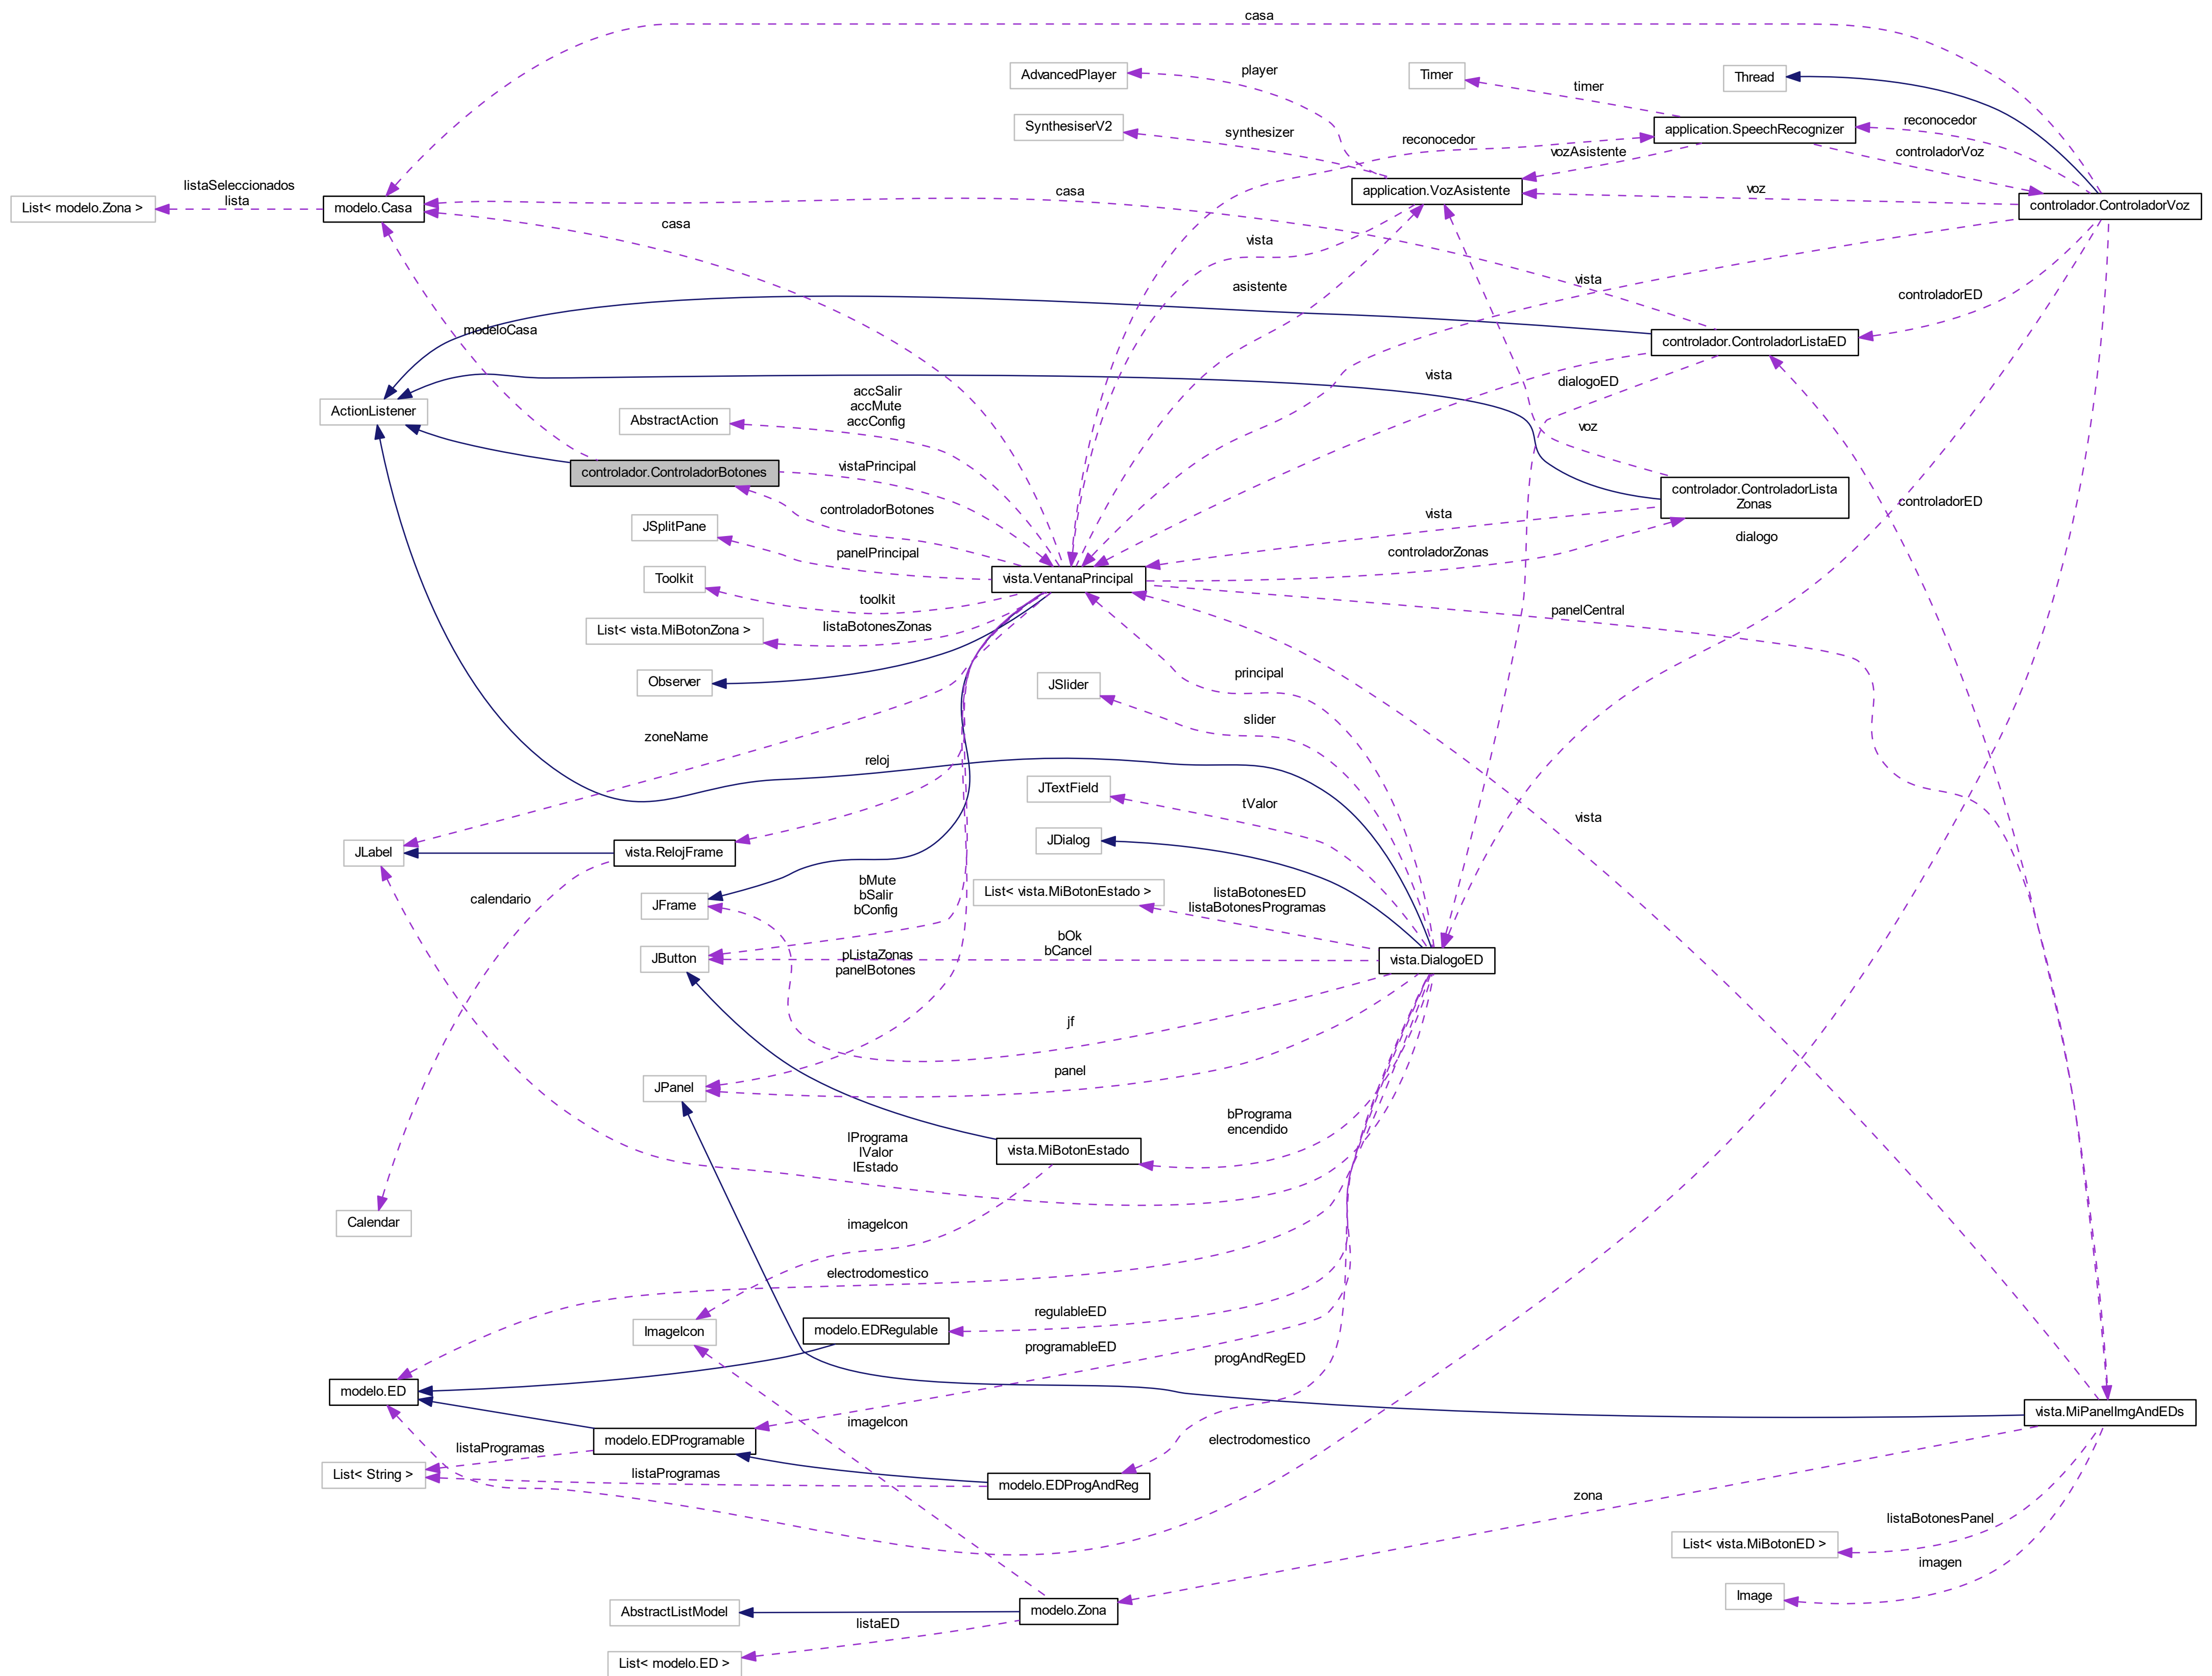 casa
AdvancedPlayer
player
Timer
Thread
timer
SynthesiserV2
synthesizer
reconocedor
application.SpeechRecognizer
reconocedor
vozAsistente
controladorVoz
listaSeleccionados
lista
List< modelo.Zona >
modelo.Casa
casa
application.VozAsistente
voz
controlador.ControladorVoz
casa
vista
asistente
vista
controladorED
modeloCasa
controlador.ControladorListaED
vista
dialogoED
ActionListener
AbstractAction
accSalir
accMute
accConfig
voz
controlador.ControladorBotones
vistaPrincipal
controlador.ControladorLista
Zonas
controladorED
JSplitPane
controladorBotones
vista
dialogo
panelPrincipal
controladorZonas
Toolkit
vista.VentanaPrincipal
toolkit
panelCentral
List< vista.MiBotonZona >
listaBotonesZonas
Observer
JSlider
principal
slider
zoneName
reloj
JTextField
tValor
vista
JLabel
vista.RelojFrame
JDialog
calendario
JFrame
bMute
bSalir
bConfig
List< vista.MiBotonEstado >
listaBotonesED
listaBotonesProgramas
JButton
bOk
bCancel
vista.DialogoED
pListaZonas
panelBotones
jf
JPanel
panel
bPrograma
encendido
lPrograma
lValor
lEstado
vista.MiBotonEstado
Calendar
imageIcon
electrodomestico
ImageIcon
modelo.EDRegulable
regulableED
programableED
progAndRegED
modelo.ED
vista.MiPanelImgAndEDs
imageIcon
modelo.EDProgramable
electrodomestico
List< String >
listaProgramas
listaProgramas
modelo.EDProgAndReg
zona
listaBotonesPanel
List< vista.MiBotonED >
imagen
Image
AbstractListModel
modelo.Zona
listaED
List< modelo.ED >